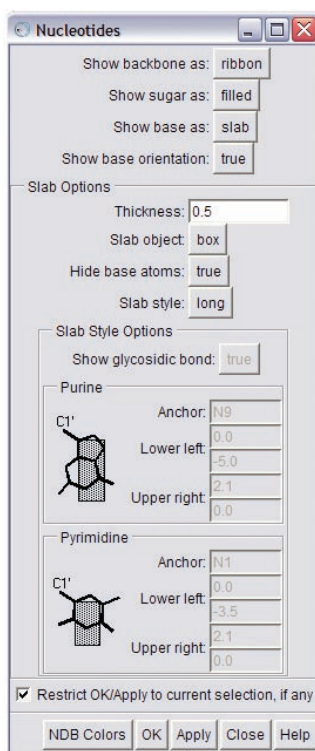 Nucleotides
Show backbone as: ribbon
Show sugar as: filled
Show base as: slab
Show base orientation: true
Slab Options
Thickness: 0.5
Slab object: box
Hide base atoms: true
Slab style: long
Slab Style Options
Show glycosidic bond: true
Purine
C1'
Anchor: N9
Lower left: 0.0
-5.0
Upper right: 2.1
0.0
Pyrimidine
C1'
Anchor: N1
Lower left: 0.0
-3.5
Upper right: 2.1
0.0
Restrict OK/Apply to current selection, if any
NDB Colors OK Apply Close Help